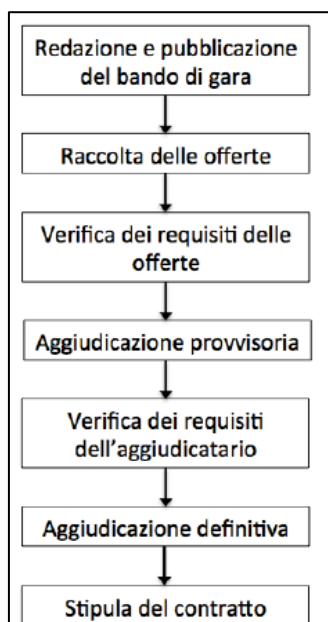 Redazione e pubblicazione
del bando di gara
Raccolta delle offerte
Verifica dei requisiti delle
offerte
Aggiudicazione provvisoria
Verifica dei requisiti
dell'aggiudicatario
Aggiudicazione definitiva
Stipula del contratto